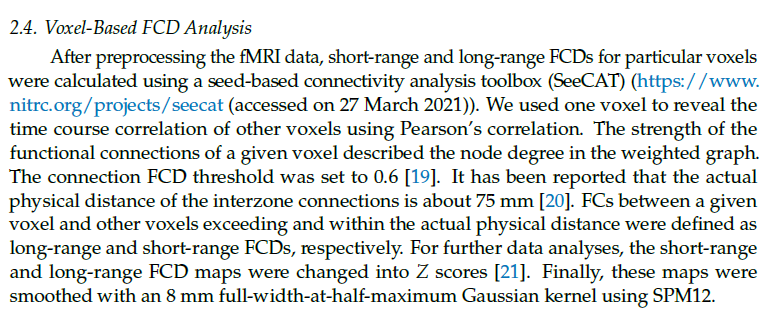 2.4. Voxel-Based FCD Analysis
After preprocessing the fMRI data, short-range and long-range FCDs for particular voxels
were calculated using a seed-based connectivity analysis toolbox (SeeCAT) (https://www.
nitrc.org/projects/seecat (accessed on 27 March 2021)). We used one voxel to reveal the
time course correlation of other voxels using Pearson's correlation. The strength of the
functional connections of a given voxel described the node degree in the weighted graph.
The connection FCD threshold was set to 0.6 [19]. It has been reported that the actual
physical distance of the interzone connections is about 75 mm [20]. FCs between a given
voxel and other voxels exceeding and within the actual physical distance were defined as
long-range and short-range FCDs, respectively. For further data analyses, the short-range
and long-range FCD maps were changed into Z scores [21]. Finally, these maps were
smoothed with an 8 mm full-width-at-half-maximum Gaussian kernel using SPM12.